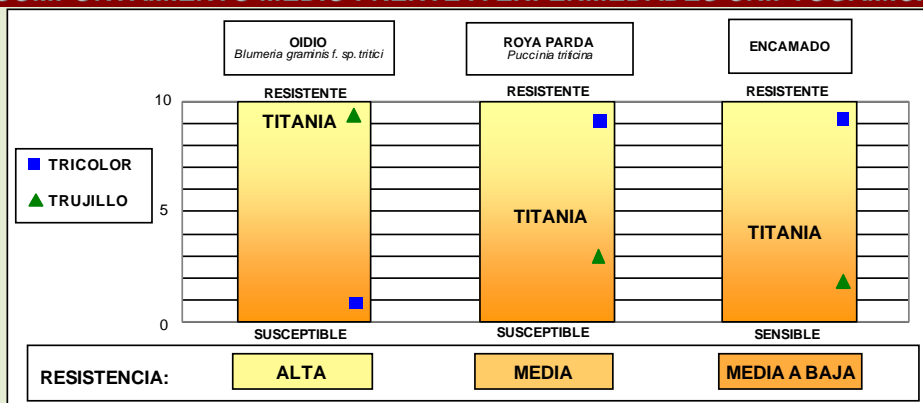 OIDIO
Blumeria graminis f. sp. tritici
ROYA PARDA
Puccinia triticina
ENCAMADO
RESISTENTE
RESISTENTE
RESISTENTE
10
5
0
TRICOLOR
TRUJILLO
TITANIA
TITANIA
TITANIA
SUSCEPTIBLE
SUSCEPTIBLE
SENSIBLE
RESISTENCIA:
ALTA
MEDIA
MEDIA A BAJA